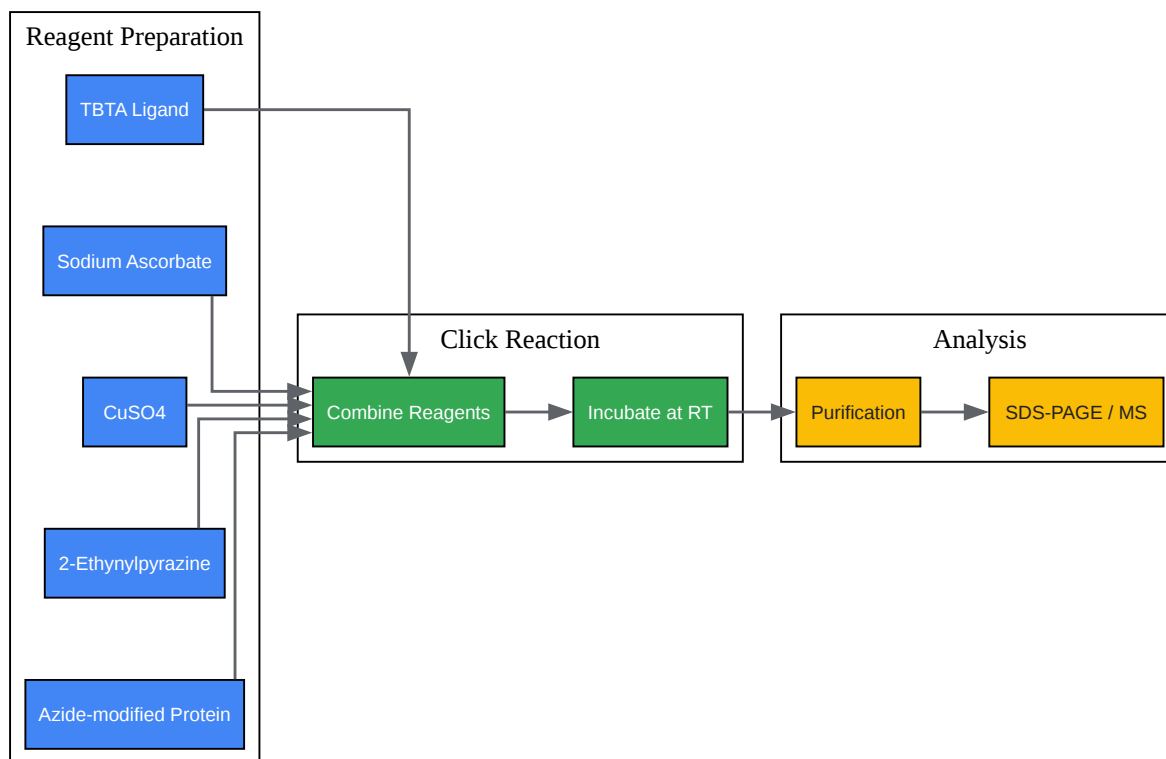 Reagent Preparation
TBTA Ligand
Sodium Ascorbate
CuSO4
2-Ethynylpyrazine
Azide-modified Protein
Click Reaction
Combine Reagents
Incubate at RT
Analysis
Purification
SDS-PAGE / MS